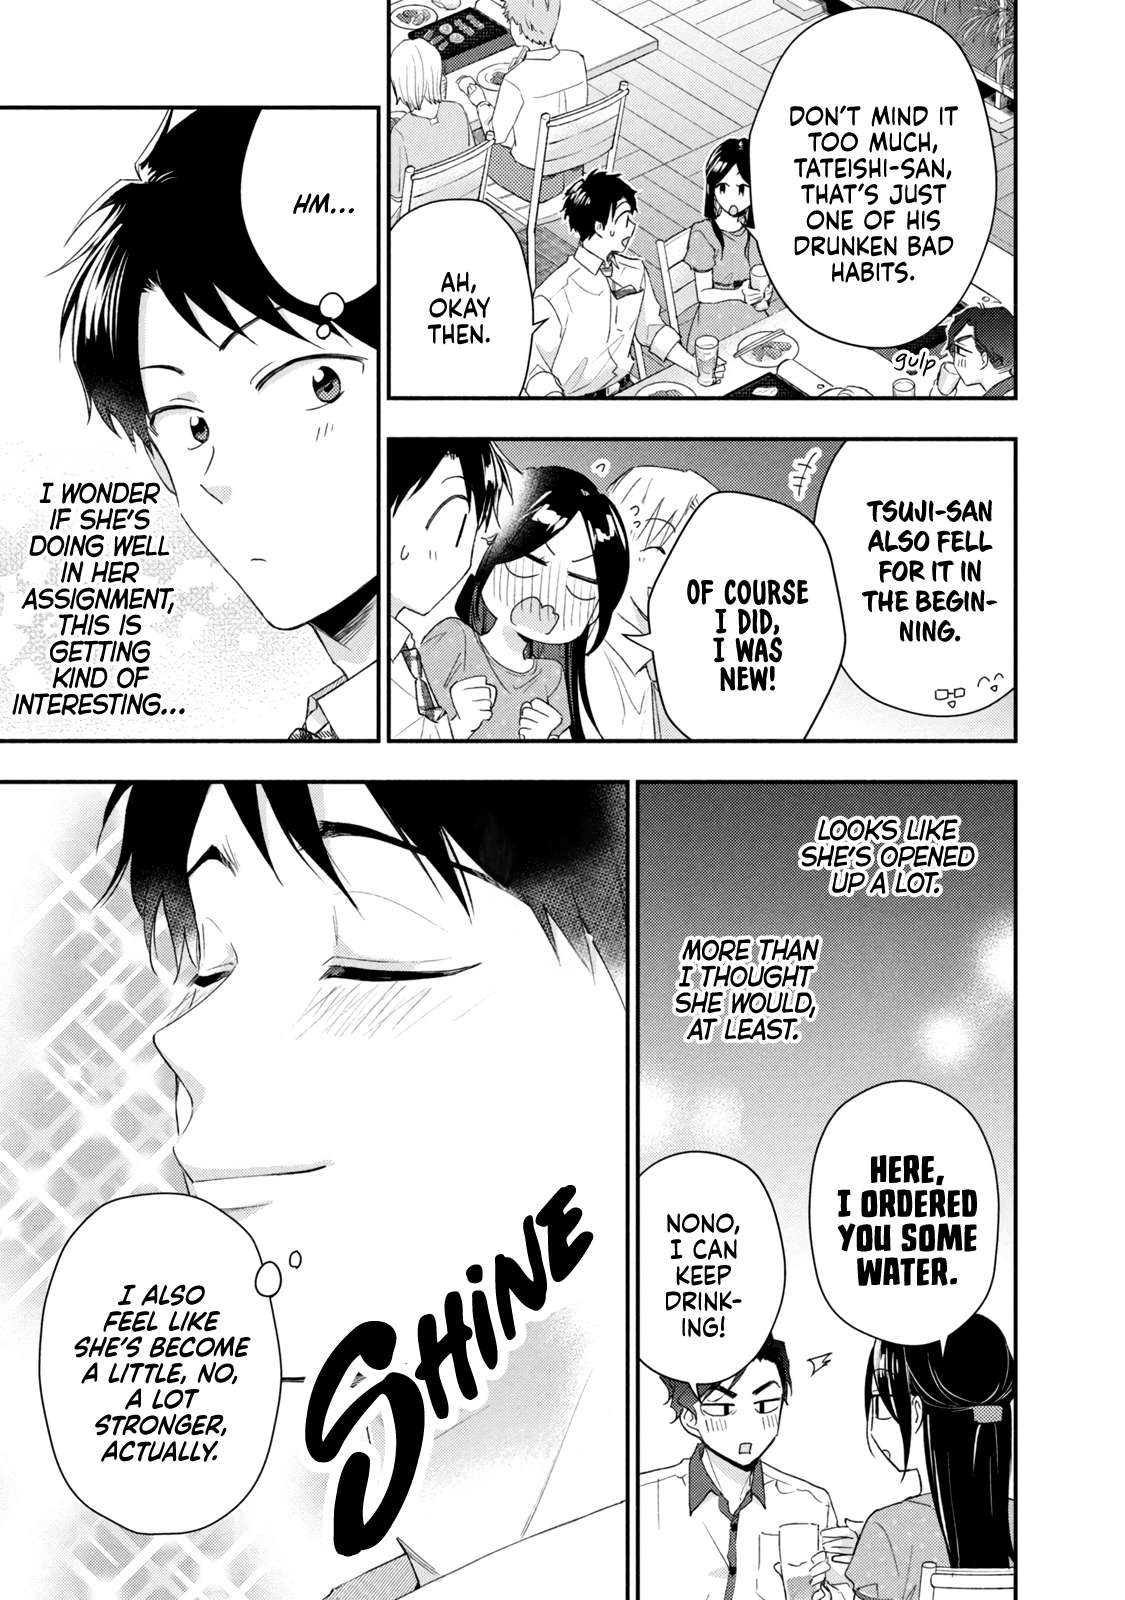 DON'T MIND IT
TOO MUCH,
TATEISHI-SAN,
THAT'S JUST
ONE OF HIS
DRUNKEN BAD
HABITS.
AH,
OKAY
THEN.
gulp
HM...
TSUJI-SAN
ALSO FELL
FOR IT IN
THE BEGIN-
NING.
OF COURSE
I DID,
I WAS
NEW!
I WONDER
IF SHE'S
DOING WELL
IN HER
ASSIGNMENT,
THIS IS
GETTING
KIND OF
INTERESTING...
LOOKS LIKE
SHE'S OPENED
UP A LOT.
MORE THAN
I THOUGHT
SHE WOULD,
AT LEAST.
HERE,
I ORDERED
YOU SOME
WATER.
NONO,
I CAN
KEEP
DRINK-
ING!
SHINE
I ALSO
FEEL LIKE
SHE'S BECOME
A LITTLE, NO,
A LOT
STRONGER,
ACTUALLY.